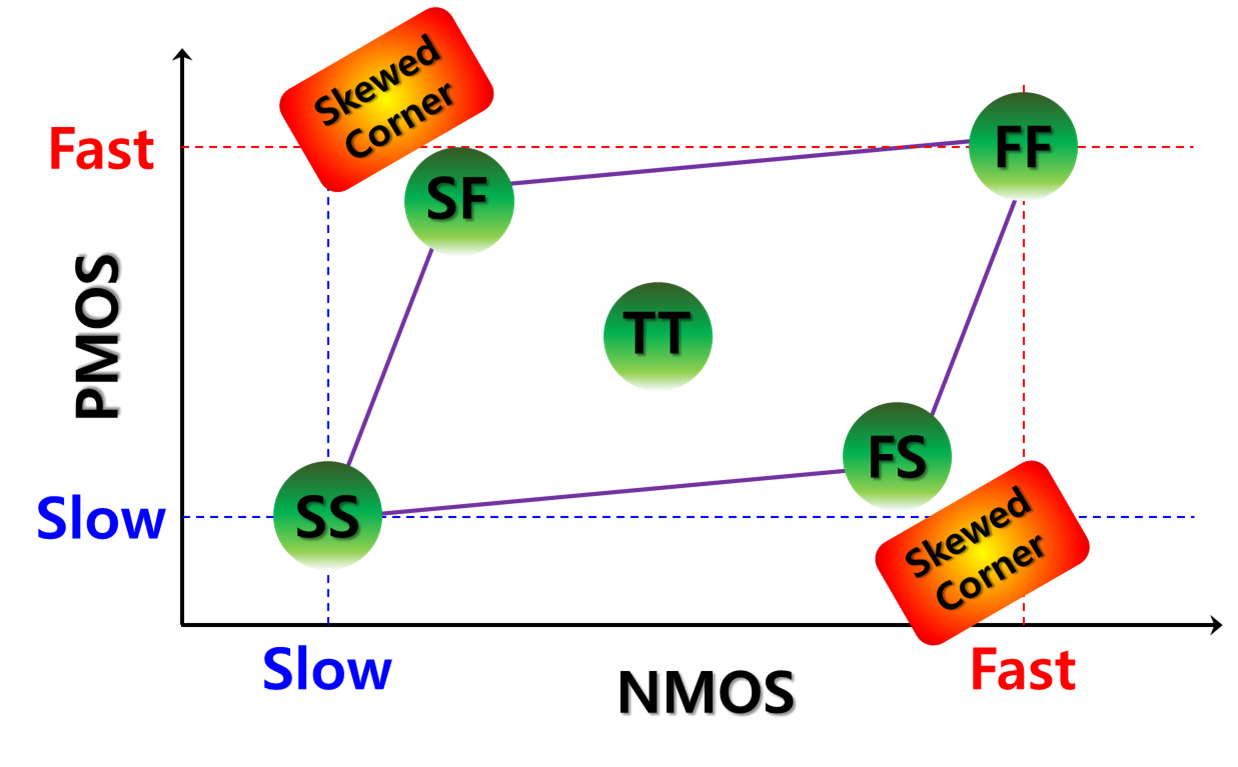 Skewed
Corner
Fast
FF
SF
PMOS
TT
FS
Slow
SS
Skewed
Corner
Slow
NMOS
Fast